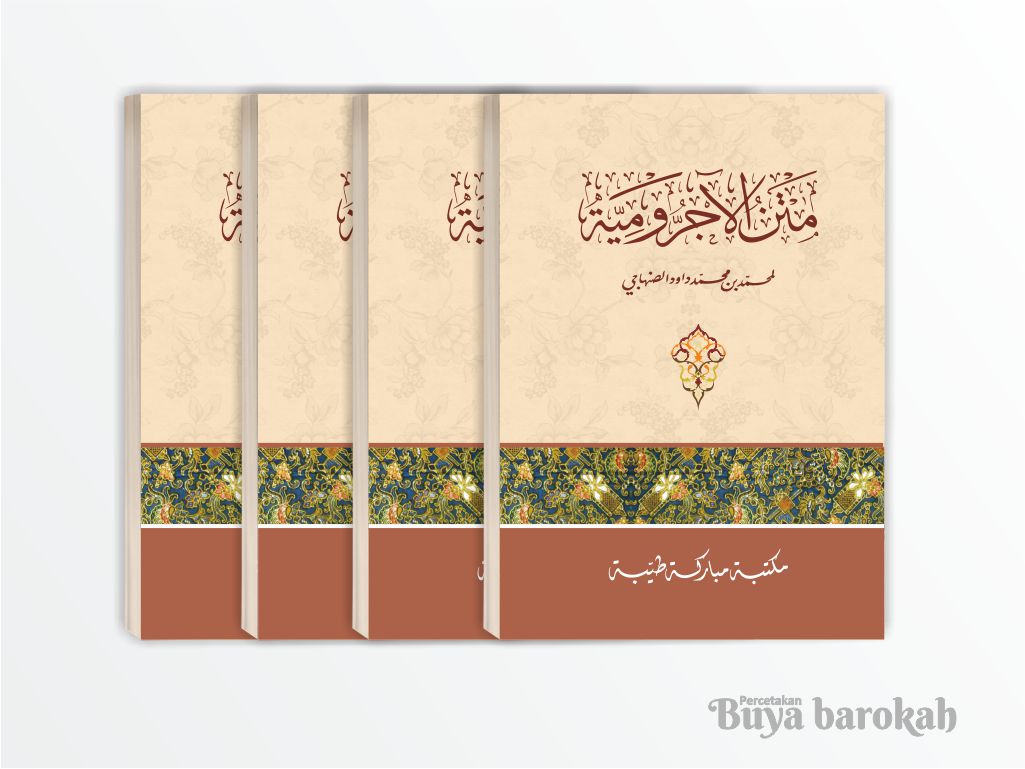 متن الآجرومية
لمحمد بن محمد داود الصنهاجي
مكتبة مباركة طيبة
Percetakan
Buya barokah